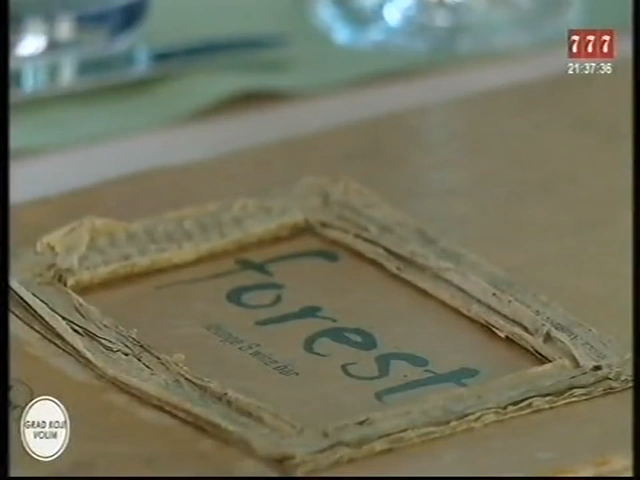 777
21:37:36
forest
lounge & wine bar
GRAD KOJI
VOLIM